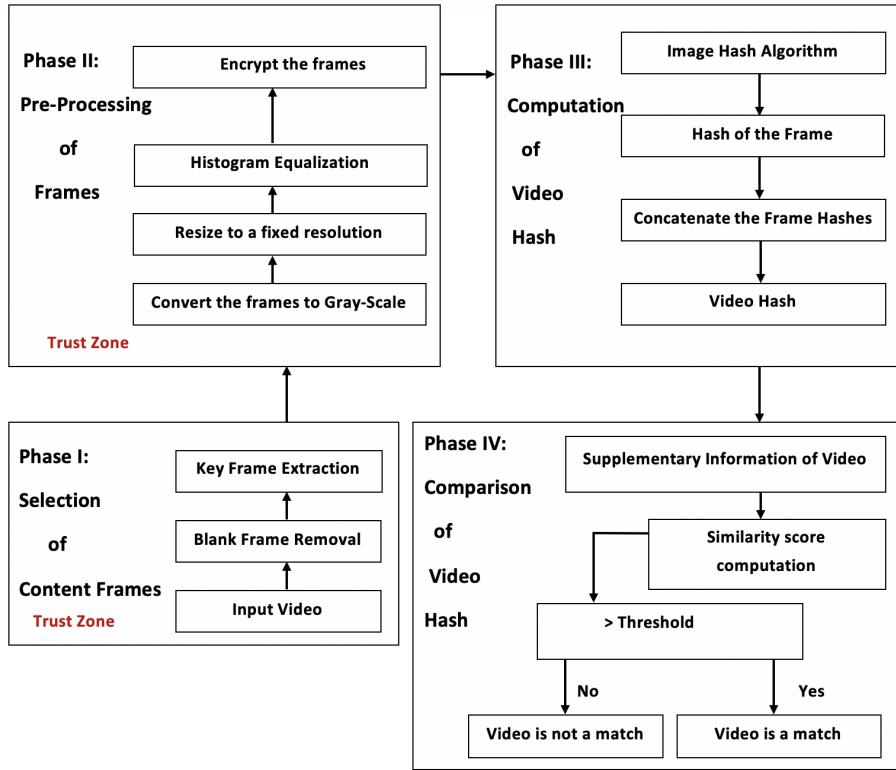 Phase II:
Pre-Processing
of
Frames
Encrypt the frames
Histogram Equalization
Resize to a fixed resolution
Convert the frames to Gray-Scale
Trust Zone
Phase III:
Computation
of
Video
Hash
Image Hash Algorithm
Hash of the Frame
Concatenate the Frame Hashes
Video Hash
Phase I:
Selection
of
Content Frames
Trust Zone
Key Frame Extraction
Blank Frame Removal
Input Video
Phase IV:
Comparison
of
Video
Hash
Supplementary Information of Video
Similarity score
computation
> Threshold
No
Yes
Video is not a match
Video is a match